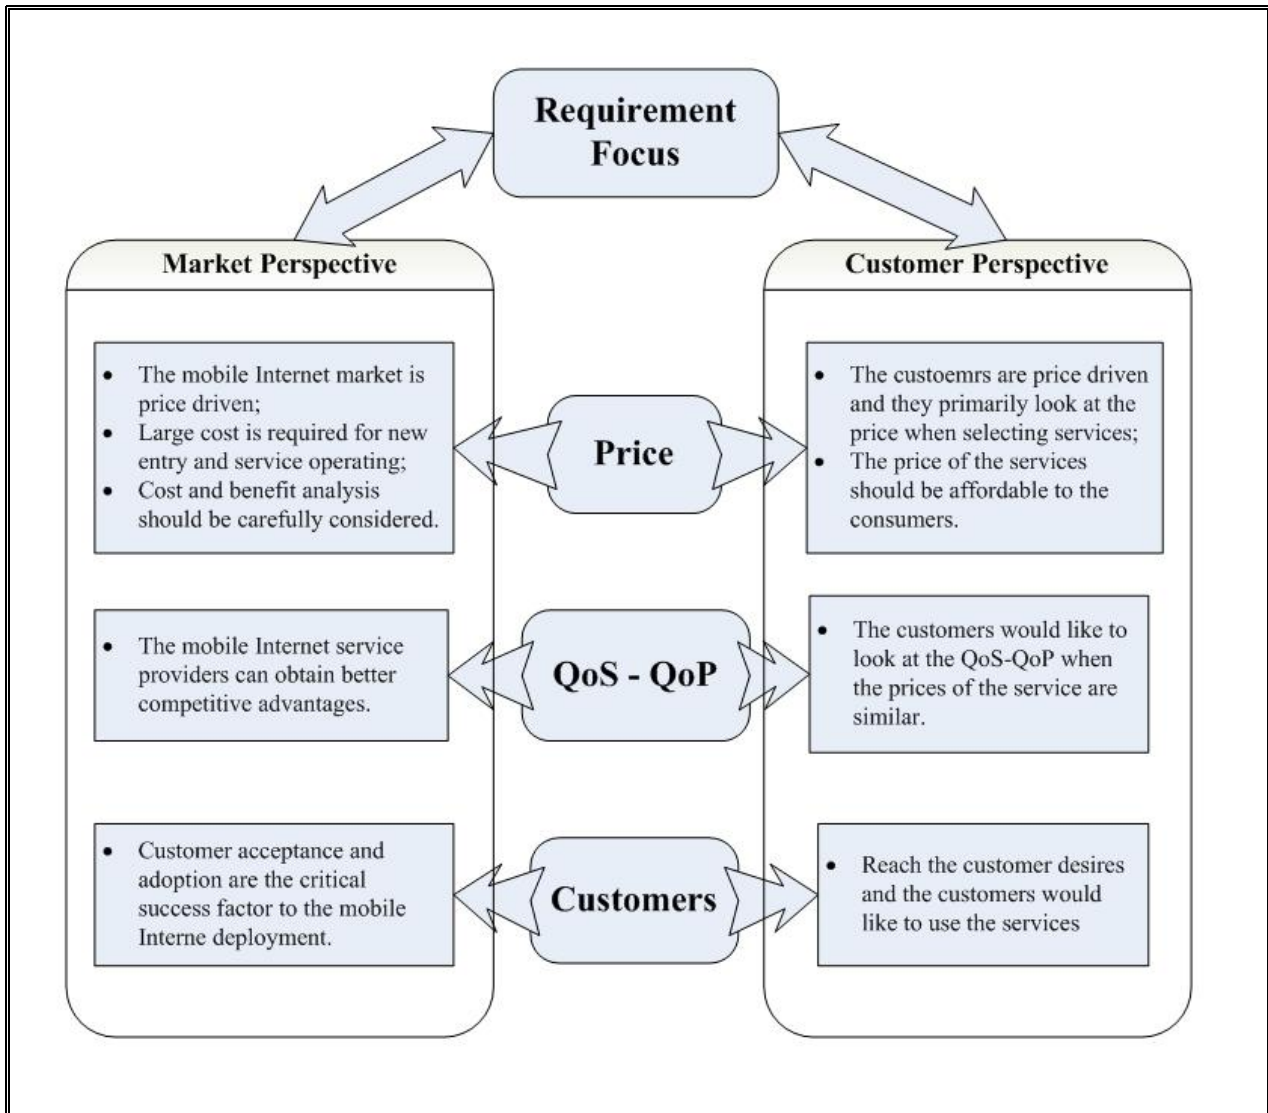 Requirement
Focus
Market Perspective
• The mobile Internet market is
price driven;
• Large cost is required for new
entry and service operating;
• Cost and benefit analysis
should be carefully considered.
• The mobile Internet service
providers can obtain better
competitive advantages.
• Customer acceptance and
adoption are the critical
success factor to the mobile
Interne deployment.
Price
QoS - QoP
Customers
Customer Perspective
• The custoemrs are price driven
and they primarily look at the
price when selecting services;
• The price of the services
should be affordable to the
consumers.
• The customers would like to
look at the QoS-QoP when
the prices of the service are
similar.
• Reach the customer desires
and the customers would
like to use the services